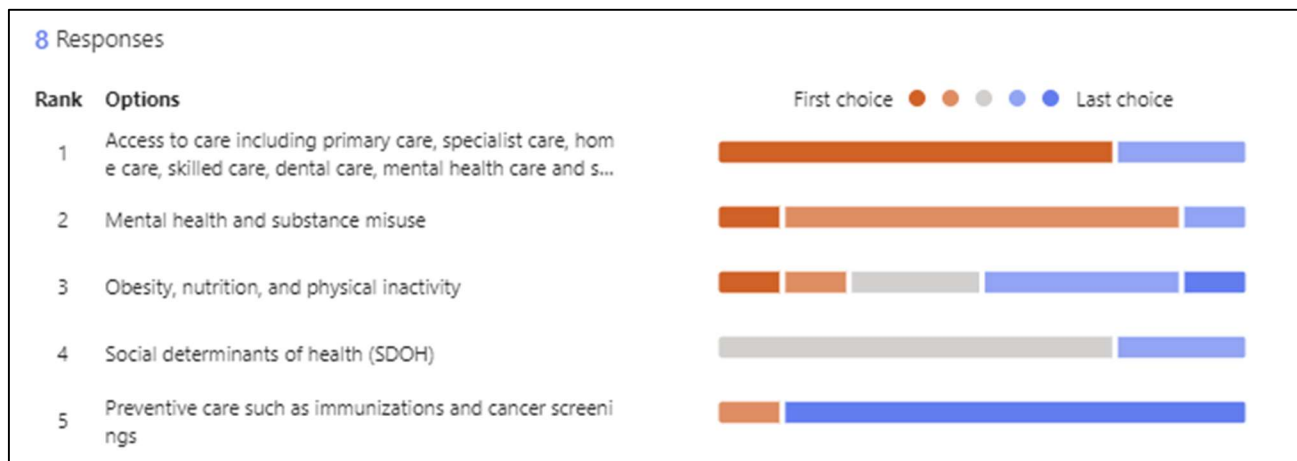 8 Responses
Rank Options First choice Last choice
1 Access to care including primary care, specialist care, hom
e care, skilled care, dental care, mental health care and s...
2 Mental health and substance misuse
3 Obesity, nutrition, and physical inactivity
4 Social determinants of health (SDOH)
5 Preventive care such as immunizations and cancer screeni
ngs